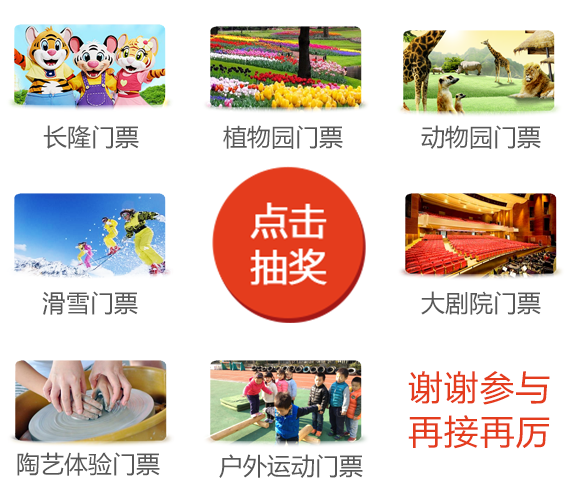 长隆门票
植物园门票
动物园门票
点击
抽奖
滑雪门票
大剧院门票
陶艺体验门票
户外运动门票
谢谢参与
再接再厉